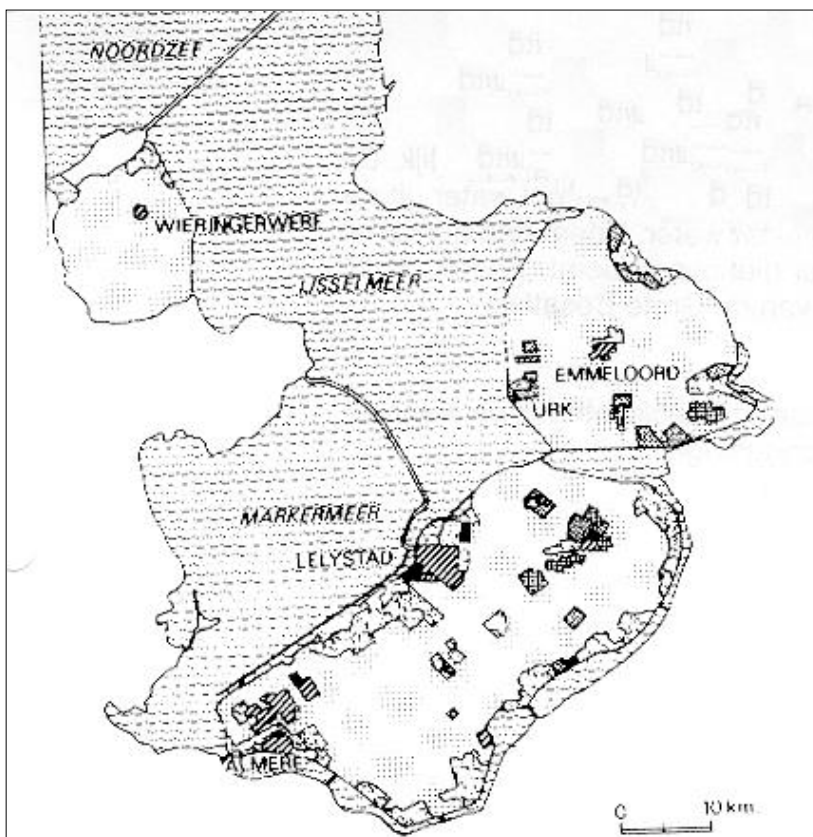 NOORDZEE
WIERINGERWERF
IJSSELMEER
EMMELOORD
URK
MARKERMEER
LELYSTAD
ALMERE
0 10 km.